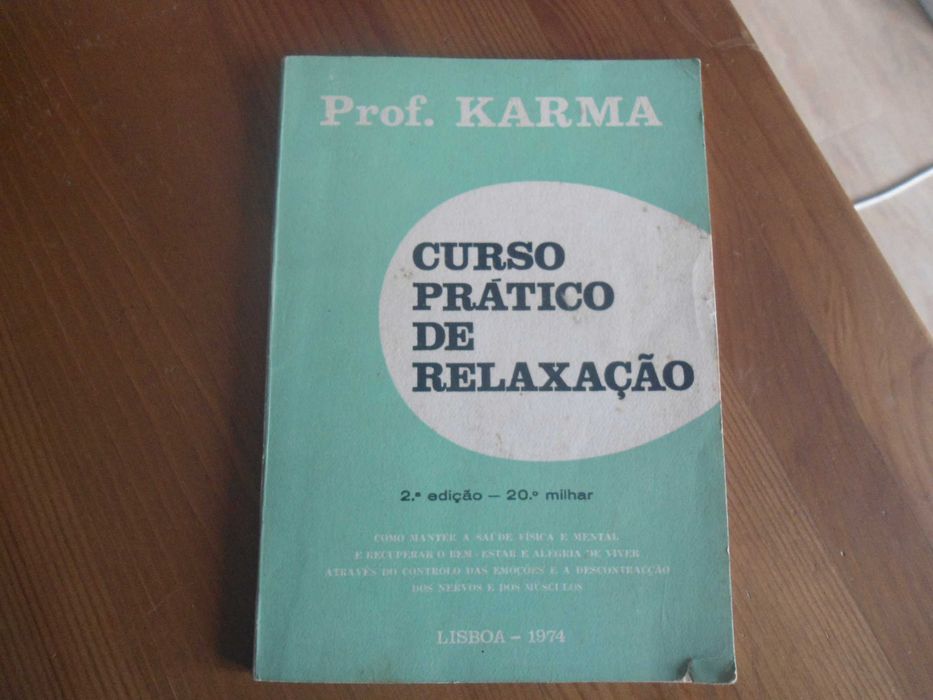 Prof. KARMA
CURSO
PRÁTICO
DE
RELAXAÇÃO
2.ª edição — 20.º milhar
COMO MANTER A SAÚDE FÍSICA E MENTAL
E RECUPERAR O BEM-ESTAR E ALEGRIA DE VIVER
ATRAVÉS DO CONTROLO DAS EMOÇÕES E A DESCONTRACÇÃO
DOS NERVOS E DOS MÚSCULOS
LISBOA — 1974